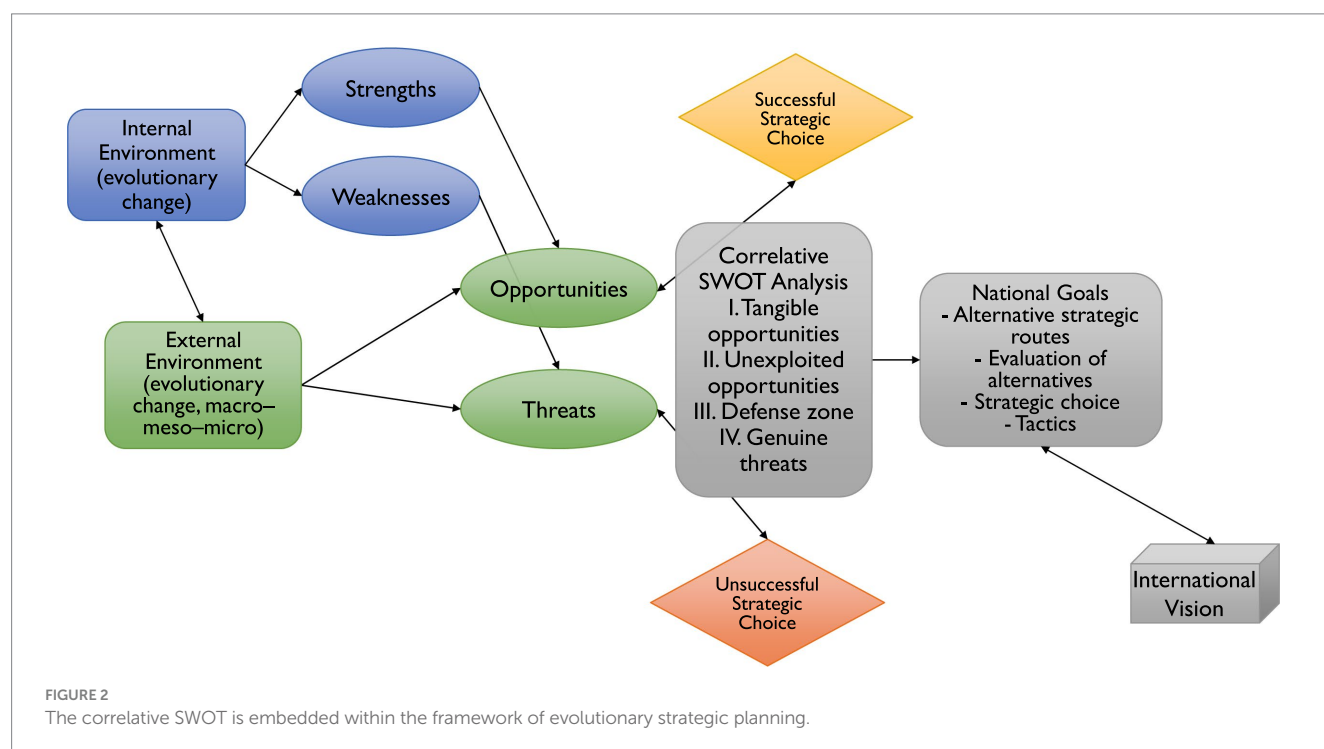 Strengths
Internal
Environment
(evolutionary
change)
Weaknesses
External
Environment
(evolutionary
change, macro–
meso–micro)
Opportunities
Threats
Successful
Strategic
Choice
Correlative
SWOT Analysis
I. Tangible
opportunities
II. Unexploited
opportunities
III. Defense zone
IV. Genuine
threats
Unsuccessful
Strategic
Choice
National Goals
- Alternative strategic
routes
- Evaluation of
alternatives
- Strategic choice
- Tactics
International
Vision
FIGURE 2
The correlative SWOT is embedded within the framework of evolutionary strategic planning.